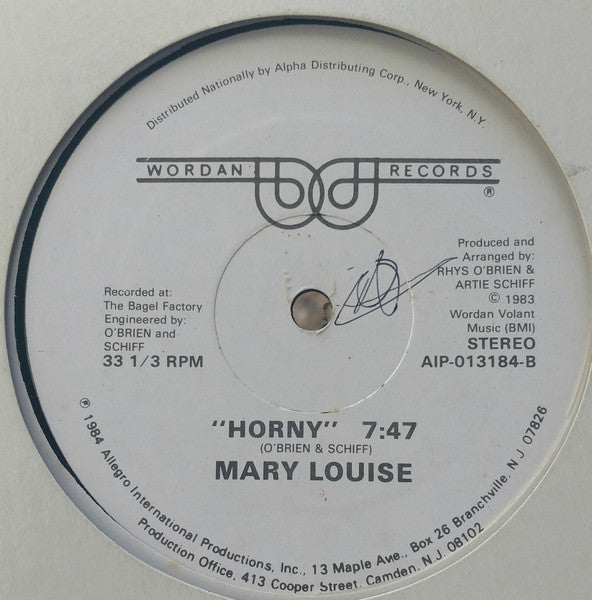 Distributed Nationally by Alpha Distributing Corp., New York, N.Y.
WORDAN RECORDS
®
Produced and
Arranged by:
RHYS O'BRIEN &
ARTIE SCHIFF
© 1983
Wordan Volant
Music (BMI)
STEREO
AIP-013184-B
Recorded at:
The Bagel Factory
Engineered by:
O'BRIEN and
SCHIFF
33 1/3 RPM
"HORNY" 7:47
(O'BRIEN & SCHIFF)
MARY LOUISE
℗ 1984 Allegro International Productions, Inc., 13 Maple Ave., Box 26 Branchville, N J 07826
Production Office, 413 Cooper Street, Camden, N.J. 08102